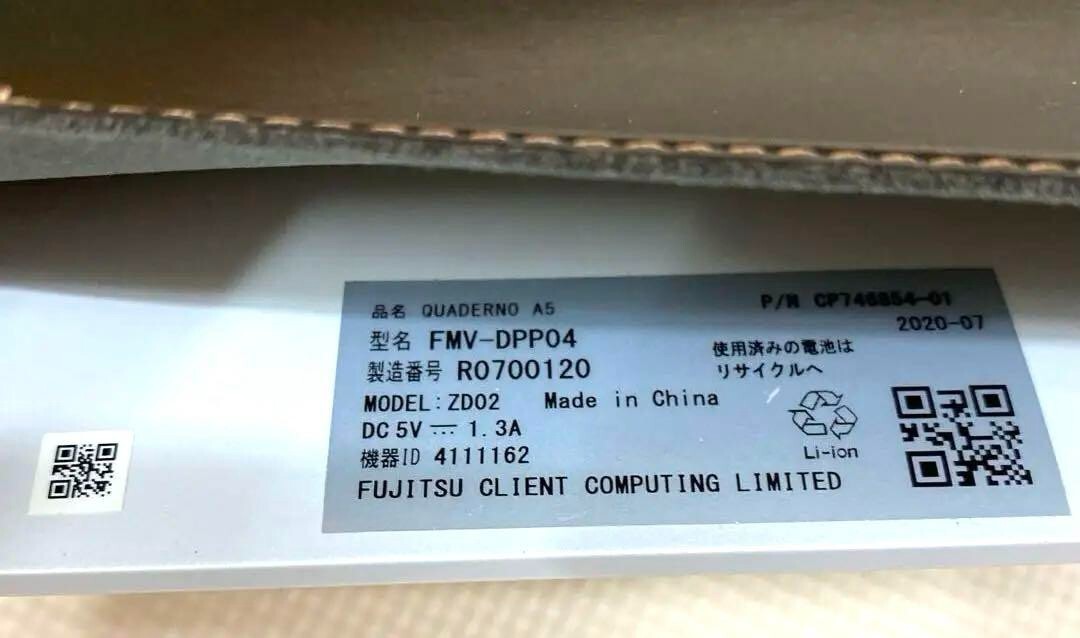 品名 QUADERNO A5
型名 FMV-DPP04
製造番号 R0700120
MODEL:ZD02 Made in China
DC 5V 1.3A
機器ID 4111162
FUJITSU CLIENT COMPUTING LIMITED
P/N CP746854-01
2020-07
使用済みの電池は
リサイクルへ
Li-ion